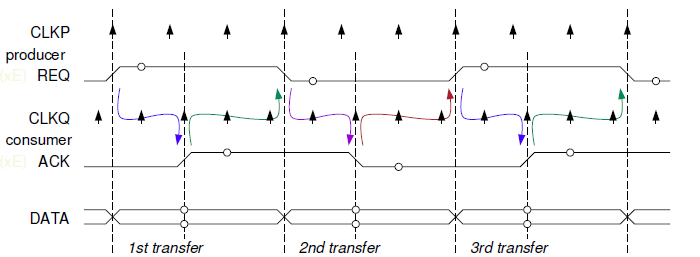 CLKP
producer
(xE) REQ
CLKQ
consumer
(xE) ACK
DATA
1st transfer 2nd transfer 3rd transfer